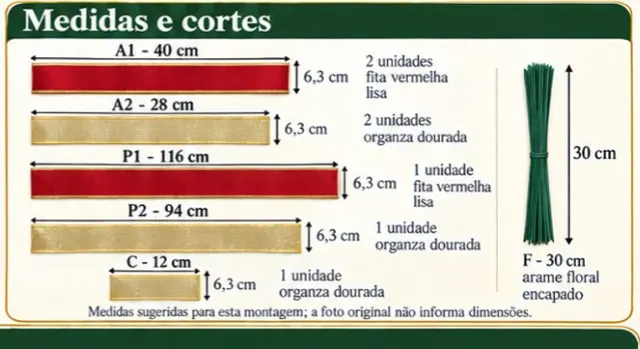 Medidas e cortes
A1 - 40 cm
6,3 cm
2 unidades
fita vermelha
lisa
A2 - 28 cm
6,3 cm
2 unidades
organza dourada
P1 - 116 cm
6,3 cm
1 unidade
fita vermelha
lisa
P2 - 94 cm
6,3 cm
1 unidade
organza dourada
C - 12 cm
6,3 cm
1 unidade
organza dourada
30 cm
F - 30 cm
arame floral
encapado
Medidas sugeridas para esta montagem; a foto original não informa dimensões.